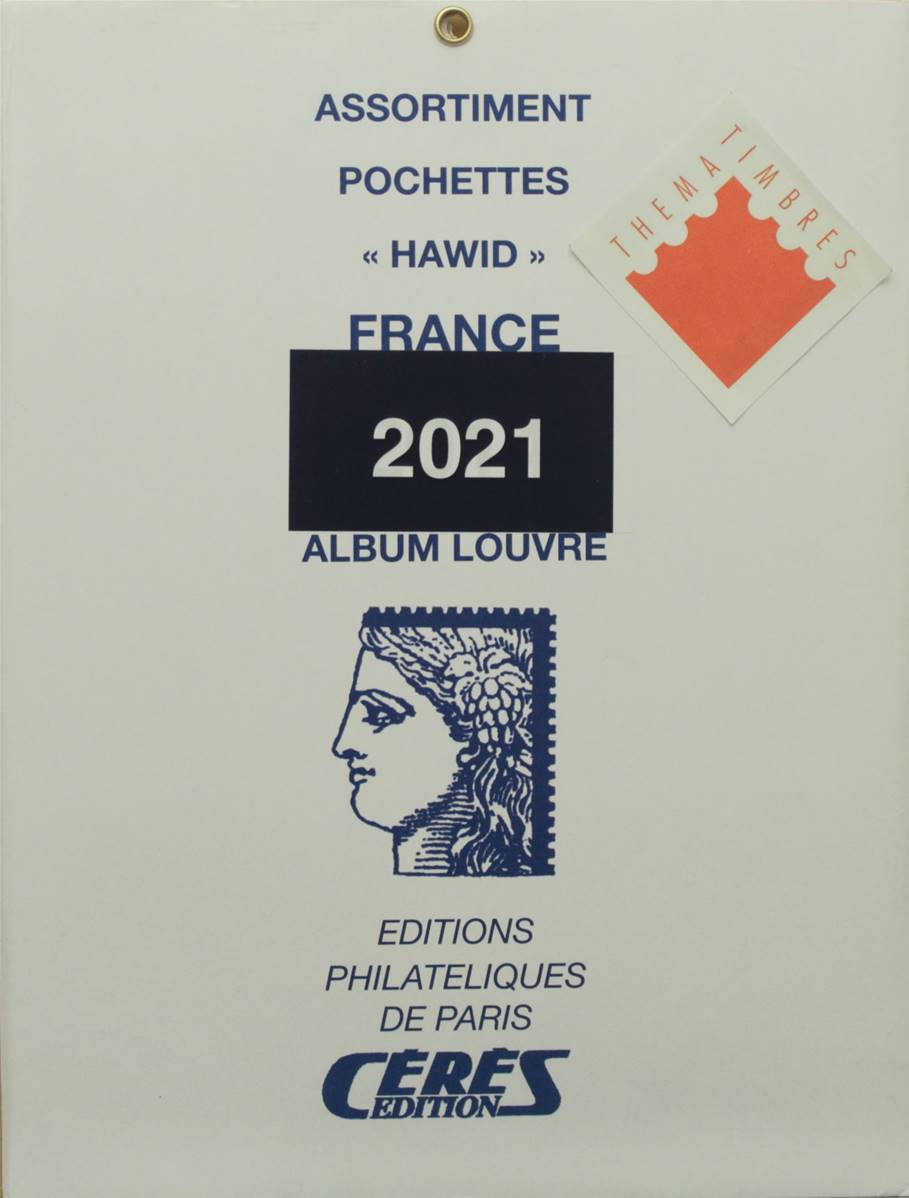 ASSORTIMENT
POCHETTES
« HAWID »
FRANCE
2021
ALBUM LOUVRE
THEMA TIMBRES
EDITIONS
PHILATELIQUES
DE PARIS
CÉRÈS
EDITION